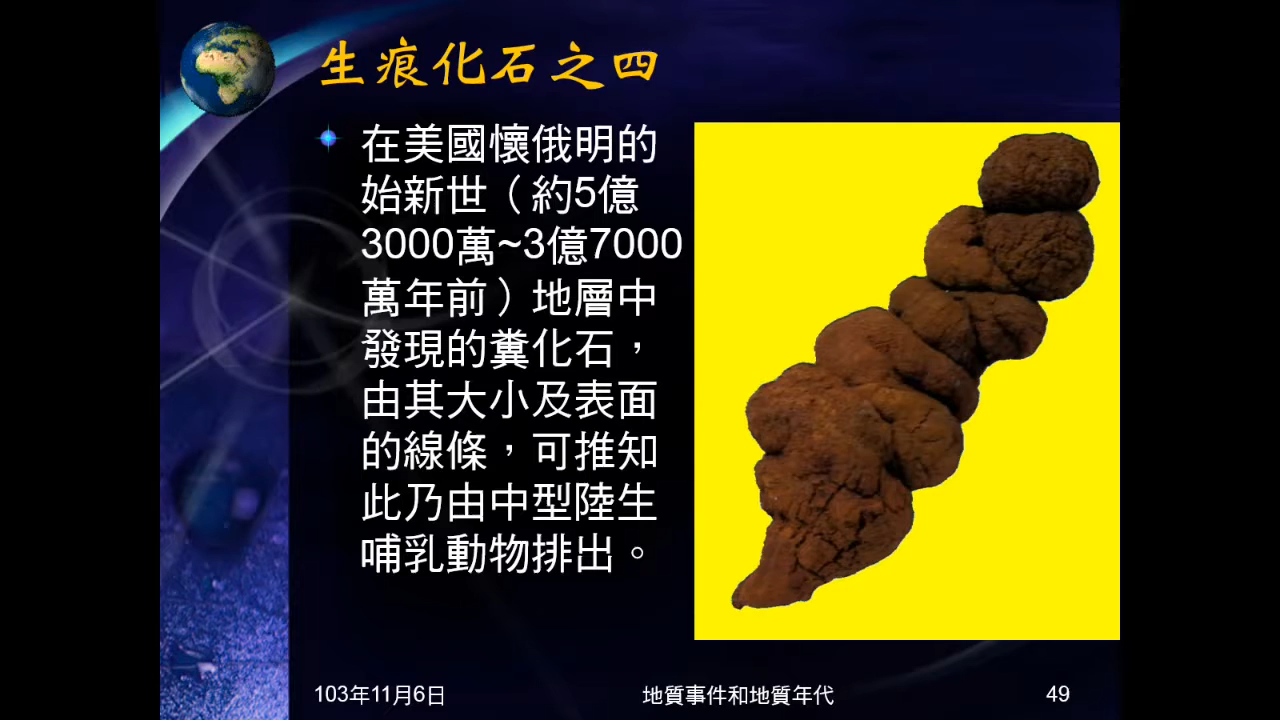 生痕化石之四
在美國懷俄明的
始新世（約5億
3000萬~3億7000
萬年前）地層中
發現的糞化石，
由其大小及表面
的線條，可推知
此乃由中型陸生
哺乳動物排出。
103年11月6日
地質事件和地質年代
49